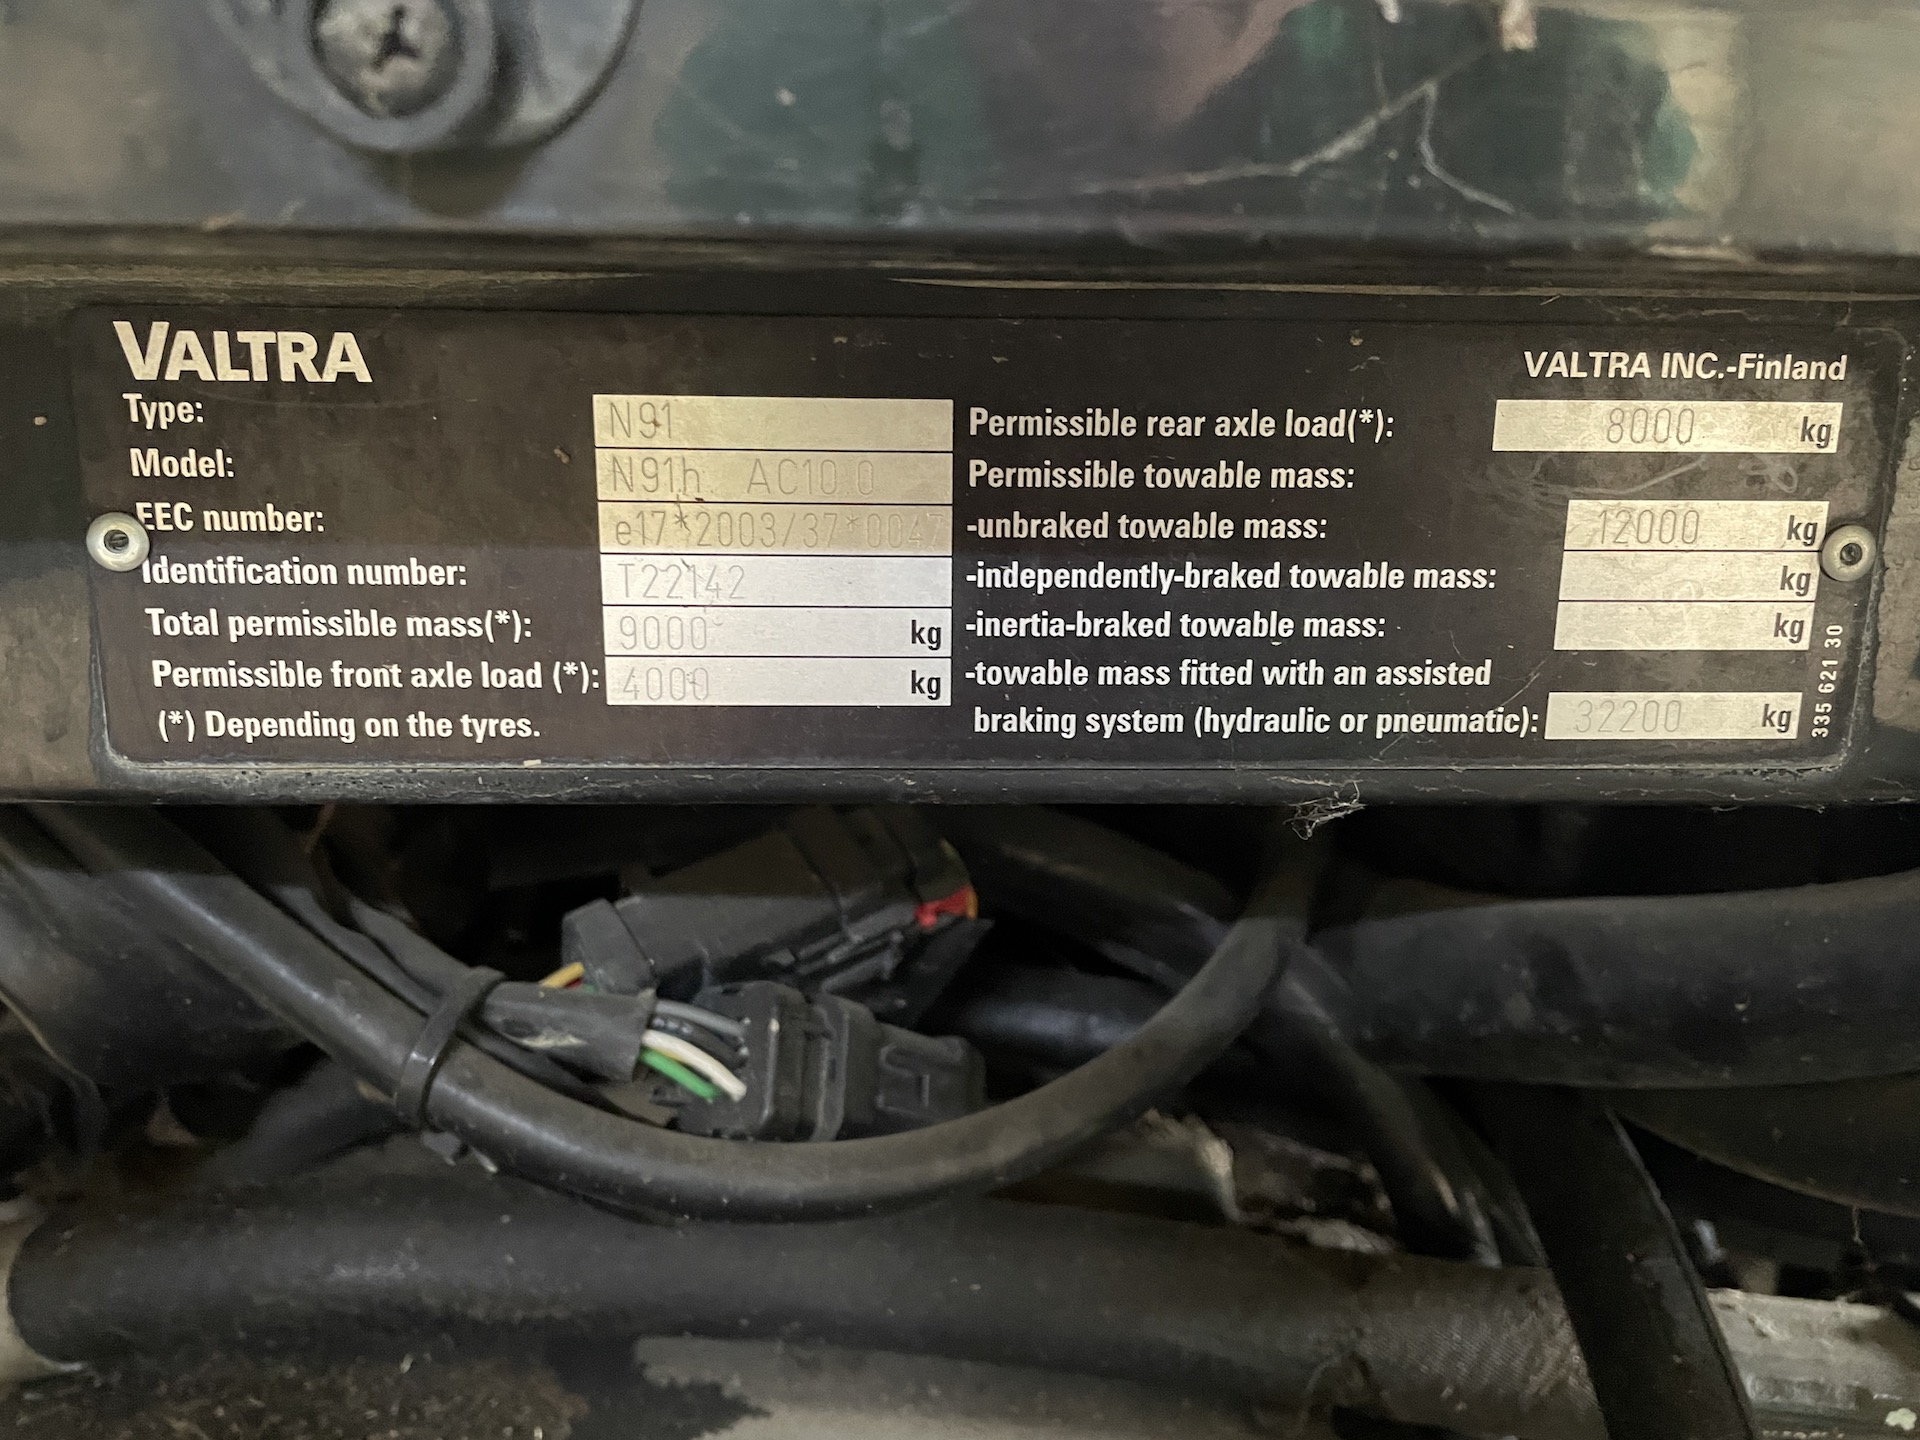 VALTRA
VALTRA INC.-Finland
Type: N91
Model: N91h AC10 0
EEC number: e17*2003/37*0047
Identification number: T22142
Total permissible mass(*): 9000 kg
Permissible front axle load (*): 4000 kg
(*) Depending on the tyres.
Permissible rear axle load(*): 8000 kg
Permissible towable mass:
-unbraked towable mass: 12000 kg
-independently-braked towable mass: kg
-inertia-braked towable mass: kg
-towable mass fitted with an assisted
braking system (hydraulic or pneumatic): 32200 kg
335 621 30